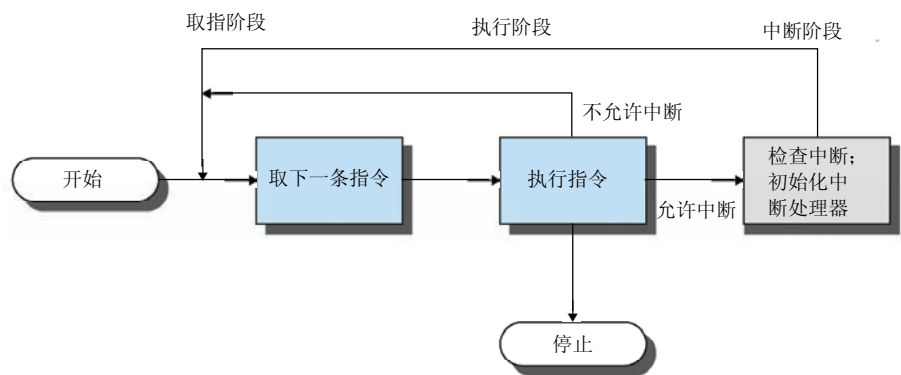 取指阶段
执行阶段
中断阶段
不允许中断
开始
取下一条指令
执行指令
允许中断
检查中断;
初始化中
断处理器
停止